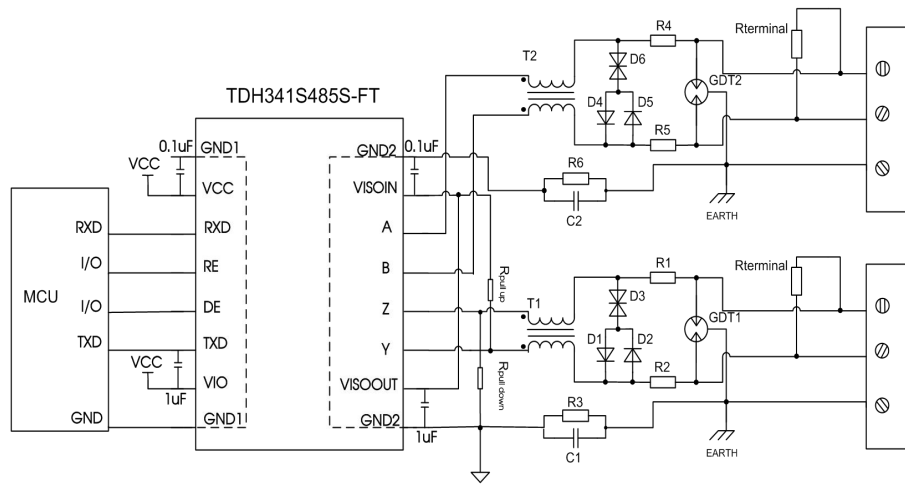 TDH341S485S-FT
MCU
RXD
I/O
I/O
TXD
GND
VCC
0.1uF
VCC
1uF
GND1
VCC
RXD
RE
DE
TXD
VIO
GND1
GND2
VISOIN
A
B
Z
Y
VISOOUT
GND2
0.1uF
1uF
Rpull up
Rpull down
T2
D6
D4
D5
R4
R5
GDT2
Rterminal
R6
C2
EARTH
T1
D3
D1
D2
R1
R2
GDT1
Rterminal
R3
C1
EARTH